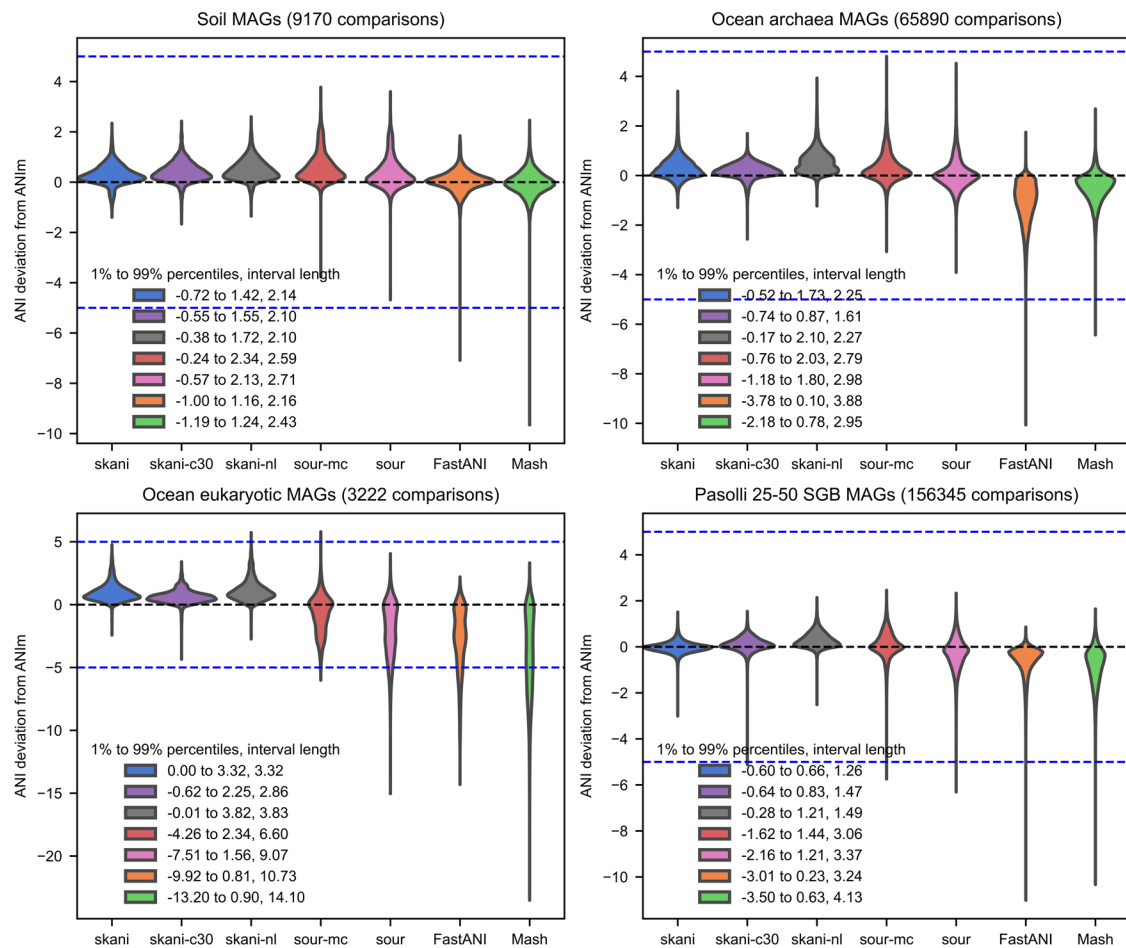 Soil MAGs (9170 comparisons)
ANI deviation from ANIm
4
2
0
−2
−4
−6
−8
−10
1% to 99% percentiles, interval length
-0.72 to 1.42, 2.14
-0.55 to 1.55, 2.10
-0.38 to 1.72, 2.10
-0.24 to 2.34, 2.59
-0.57 to 2.13, 2.71
-1.00 to 1.16, 2.16
-1.19 to 1.24, 2.43
skani skani-c30 skani-nl sour-mc sour FastANI Mash
Ocean archaea MAGs (65890 comparisons)
ANI deviation from ANIm
4
2
0
−2
−4
−6
−8
−10
1% to 99% percentiles, interval length
-0.52 to 1.73, 2.25
-0.74 to 0.87, 1.61
-0.17 to 2.10, 2.27
-0.76 to 2.03, 2.79
-1.18 to 1.80, 2.98
-3.78 to 0.10, 3.88
-2.18 to 0.78, 2.95
skani skani-c30 skani-nl sour-mc sour FastANI Mash
Ocean eukaryotic MAGs (3222 comparisons)
ANI deviation from ANIm
5
0
−5
−10
−15
−20
1% to 99% percentiles, interval length
0.00 to 3.32, 3.32
-0.62 to 2.25, 2.86
-0.01 to 3.82, 3.83
-4.26 to 2.34, 6.60
-7.51 to 1.56, 9.07
-9.92 to 0.81, 10.73
-13.20 to 0.90, 14.10
skani skani-c30 skani-nl sour-mc sour FastANI Mash
Pasolli 25-50 SGB MAGs (156345 comparisons)
ANI deviation from ANIm
4
2
0
−2
−4
−6
−8
−10
1% to 99% percentiles, interval length
-0.60 to 0.66, 1.26
-0.64 to 0.83, 1.47
-0.28 to 1.21, 1.49
-1.62 to 1.44, 3.06
-2.16 to 1.21, 3.37
-3.01 to 0.23, 3.24
-3.50 to 0.63, 4.13
skani skani-c30 skani-nl sour-mc sour FastANI Mash